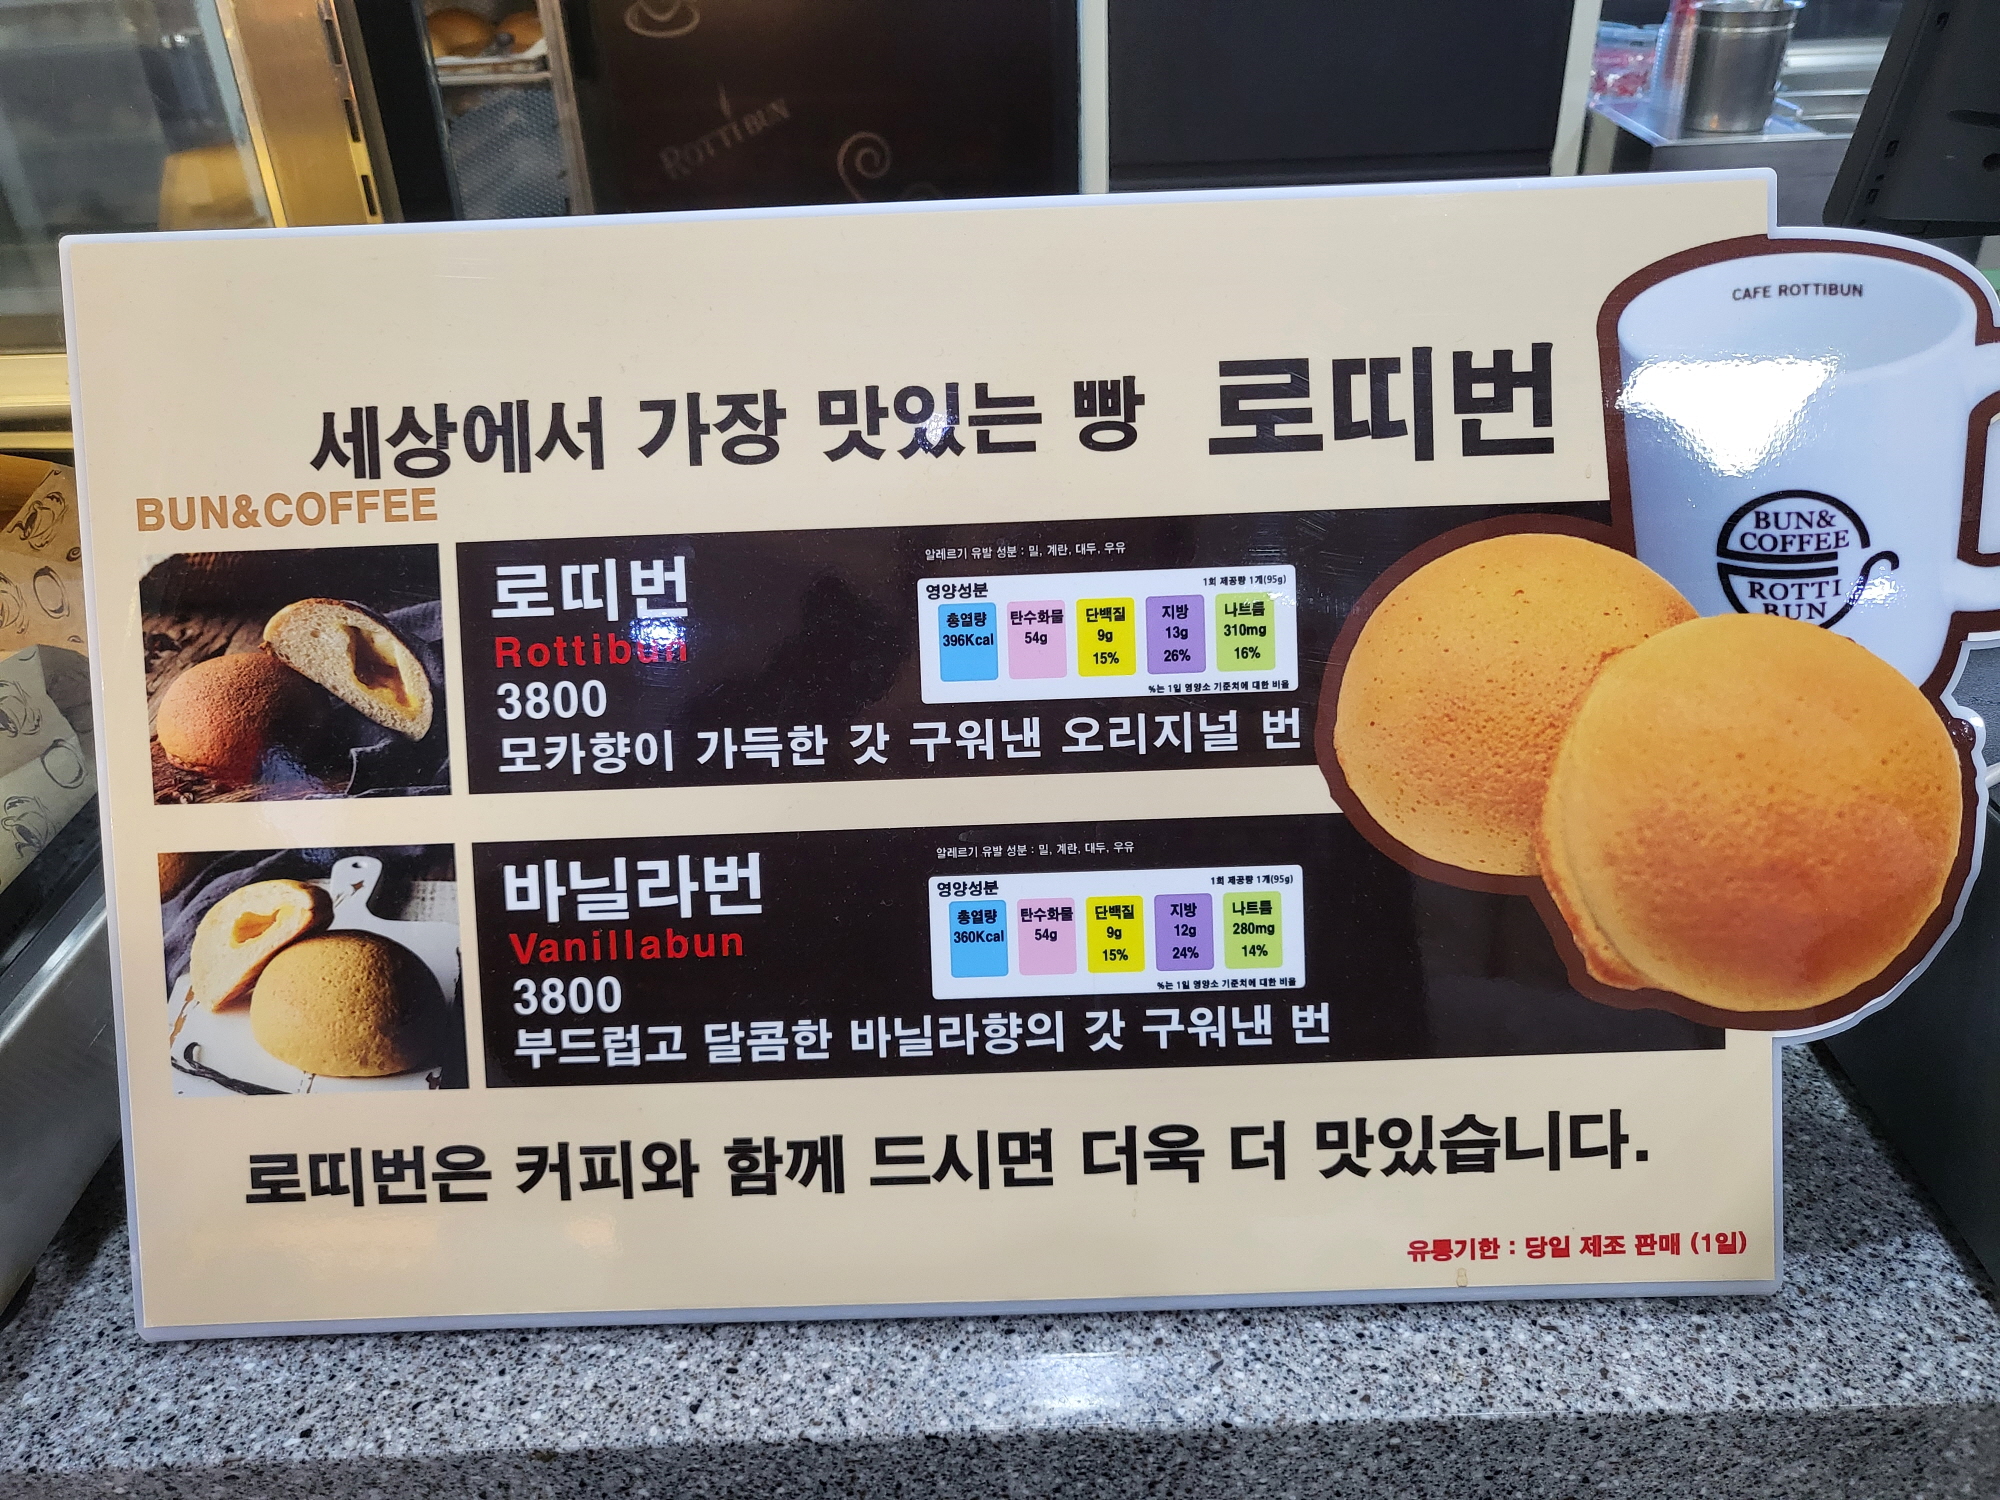 ROTTIBUN
CAFE ROTTIBUN
세상에서 가장 맛있는 빵 로띠번
BUN&COFFEE
BUN&
COFFEE
ROTTI
BUN
로띠번
Rottibun
3800
모카향이 가득한 갓 구워낸 오리지널 번
알레르기 유발 성분 : 밀, 계란, 대두, 우유
영양성분 1회 제공량 1개(95g)
총열량 탄수화물 단백질 지방 나트륨
396Kcal 54g 9g 13g 310mg
15% 26% 16%
%는 1일 영양소 기준치에 대한 비율
바닐라번
Vanillabun
3800
부드럽고 달콤한 바닐라향의 갓 구워낸 번
알레르기 유발 성분 : 밀, 계란, 대두, 우유
영양성분 1회 제공량 1개(95g)
총열량 탄수화물 단백질 지방 나트륨
360Kcal 54g 9g 12g 280mg
15% 24% 14%
%는 1일 영양소 기준치에 대한 비율
로띠번은 커피와 함께 드시면 더욱 더 맛있습니다.
유통기한 : 당일 제조 판매 (1일)